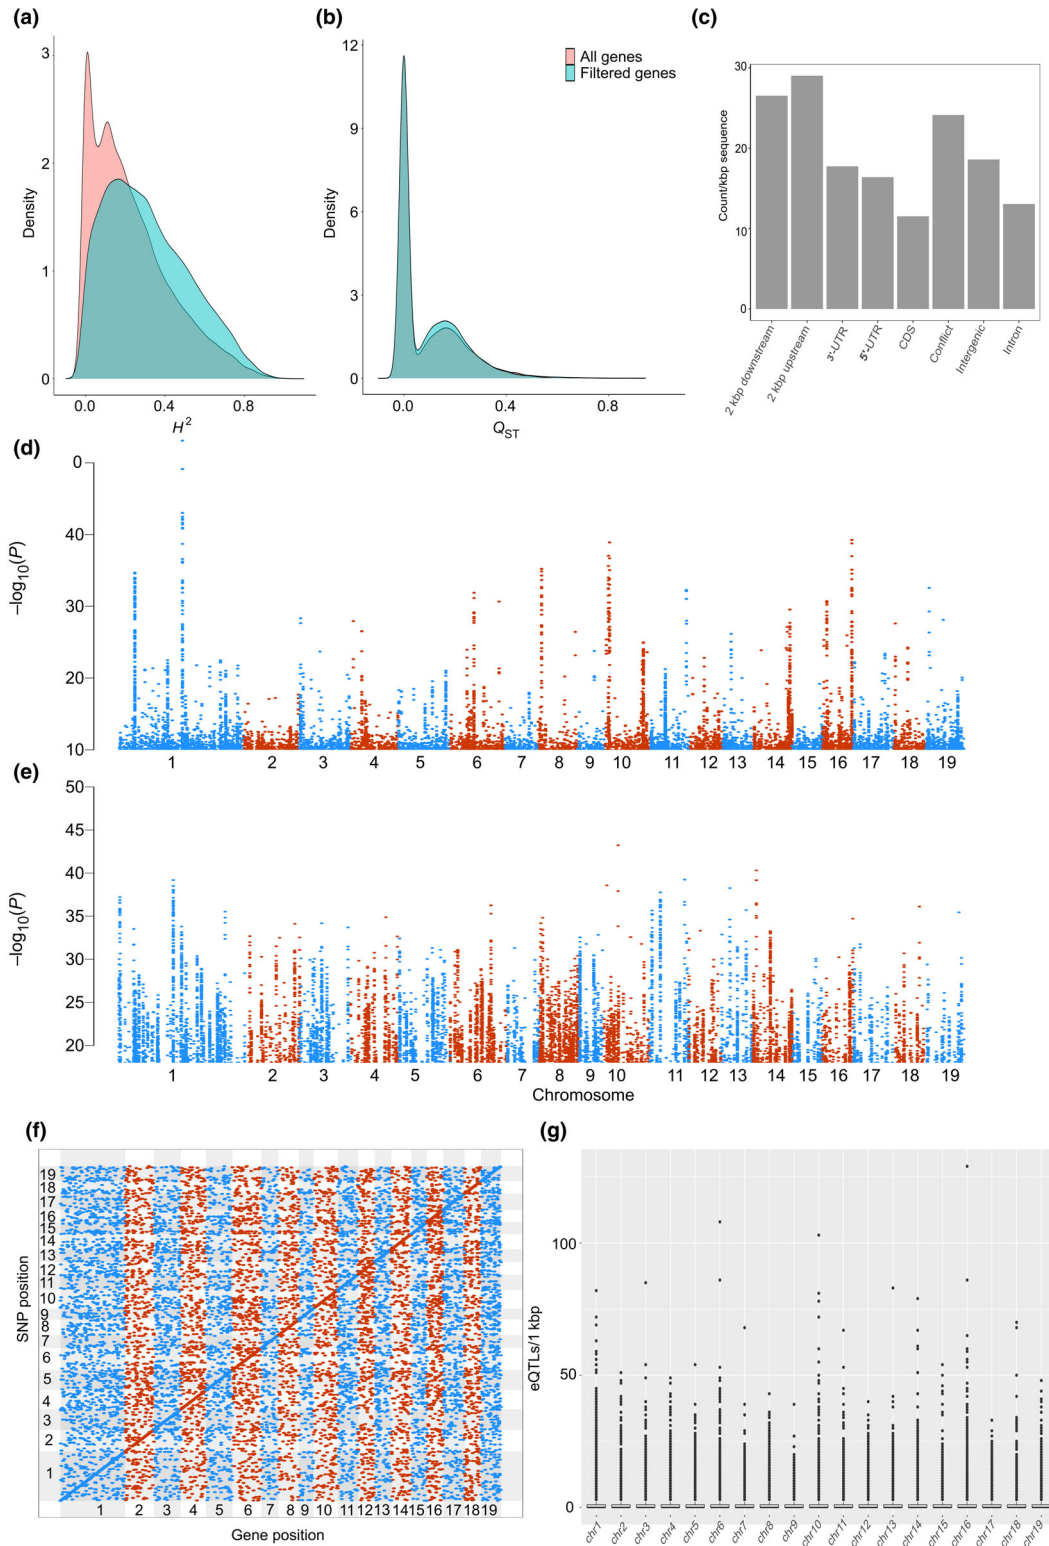 (a)
3
2
1
0
Density
0.0 0.4 0.8
H²
(b)
12
9
6
3
0
Density
0.0 0.4 0.8
Q_ST
All genes
Filtered genes
(c)
30
20
10
0
Count/kbp sequence
2 kbp downstream
2 kbp upstream
3'-UTR
5'-UTR
CDS
Conflict
Intergenic
Intron
(d)
0
40
30
20
10
−log₁₀(P)
1 2 3 4 5 6 7 8 9 10 11 12 13 14 15 16 17 18 19
(e)
50
45
40
35
30
25
20
−log₁₀(P)
1 2 3 4 5 6 7 8 9 10 11 12 13 14 15 16 17 18 19
Chromosome
(f)
19
18
17
16
15
14
13
12
11
10
9
8
7
6
5
4
3
2
1
SNP position
1 2 3 4 5 6 7 8 9 10 11 12 13 14 15 16 17 18 19
Gene position
(g)
100
50
0
eQTLs/1 kbp
chr1
chr2
chr3
chr4
chr5
chr6
chr7
chr8
chr9
chr10
chr11
chr12
chr13
chr14
chr15
chr16
chr17
chr18
chr19